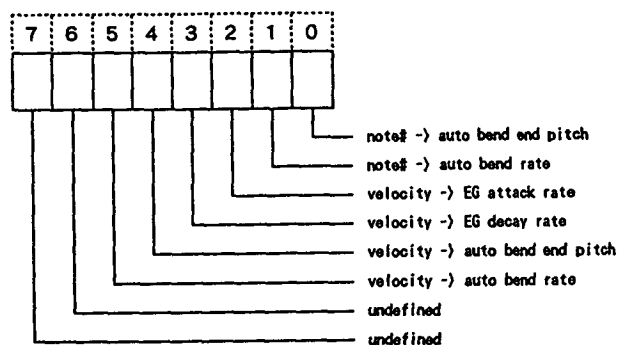 7 6 5 4 3 2 1 0
note# -> auto bend end pitch
note# -> auto bend rate
velocity -> EG attack rate
velocity -> EG decay rate
velocity -> auto bend end pitch
velocity -> auto bend rate
undefined
undefined